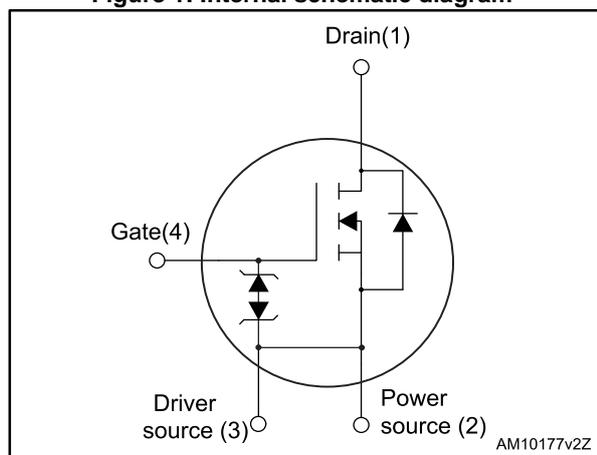 Figure 1. Internal schematic diagram
Drain(1)
Gate(4)
Driver
source (3)
Power
source (2)
AM10177v2Z